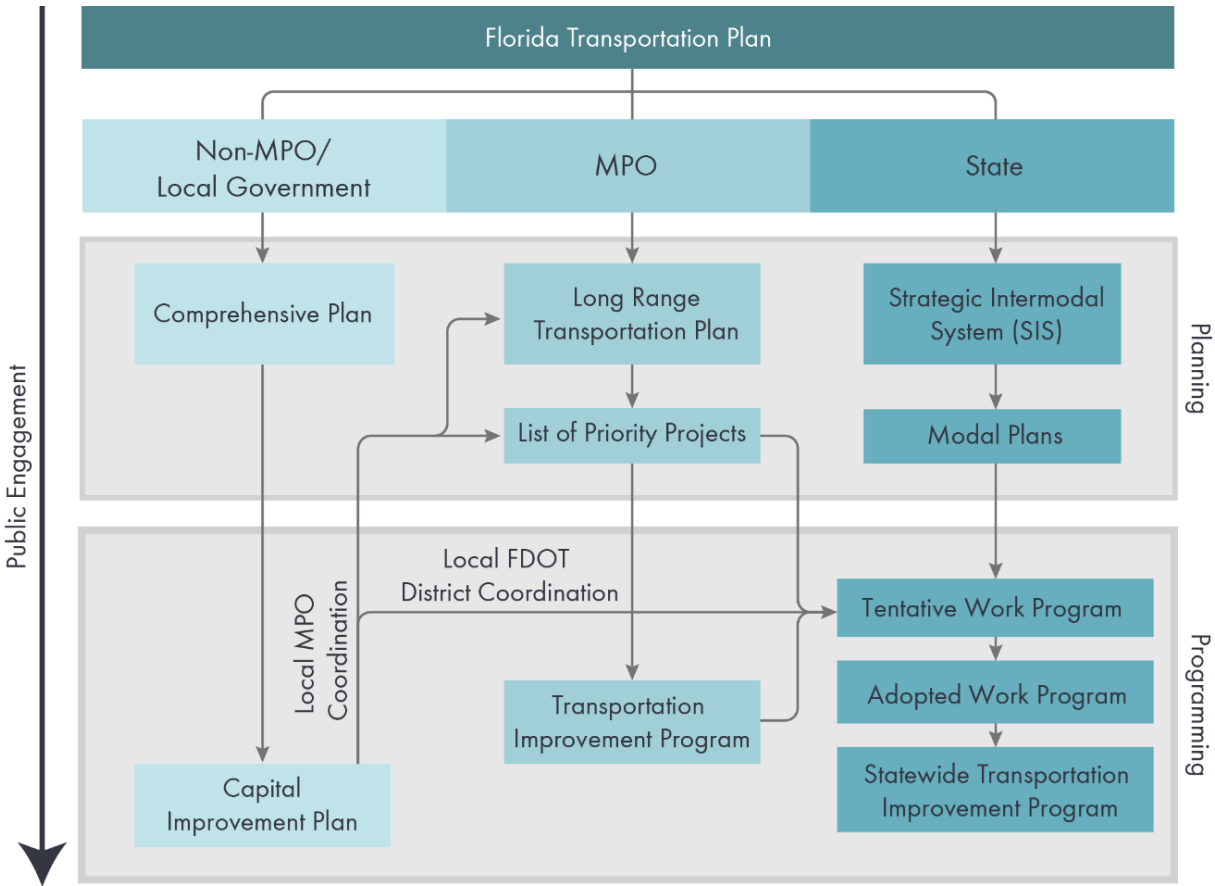 Florida Transportation Plan
Non-MPO/
Local Government
MPO
State
Comprehensive Plan
Long Range
Transportation Plan
Strategic Intermodal
System (SIS)
List of Priority Projects
Modal Plans
Planning
Public Engagement
Local MPO
Coordination
Local FDOT
District Coordination
Tentative Work Program
Transportation
Improvement Program
Adopted Work Program
Capital
Improvement Plan
Statewide Transportation
Improvement Program
Programming